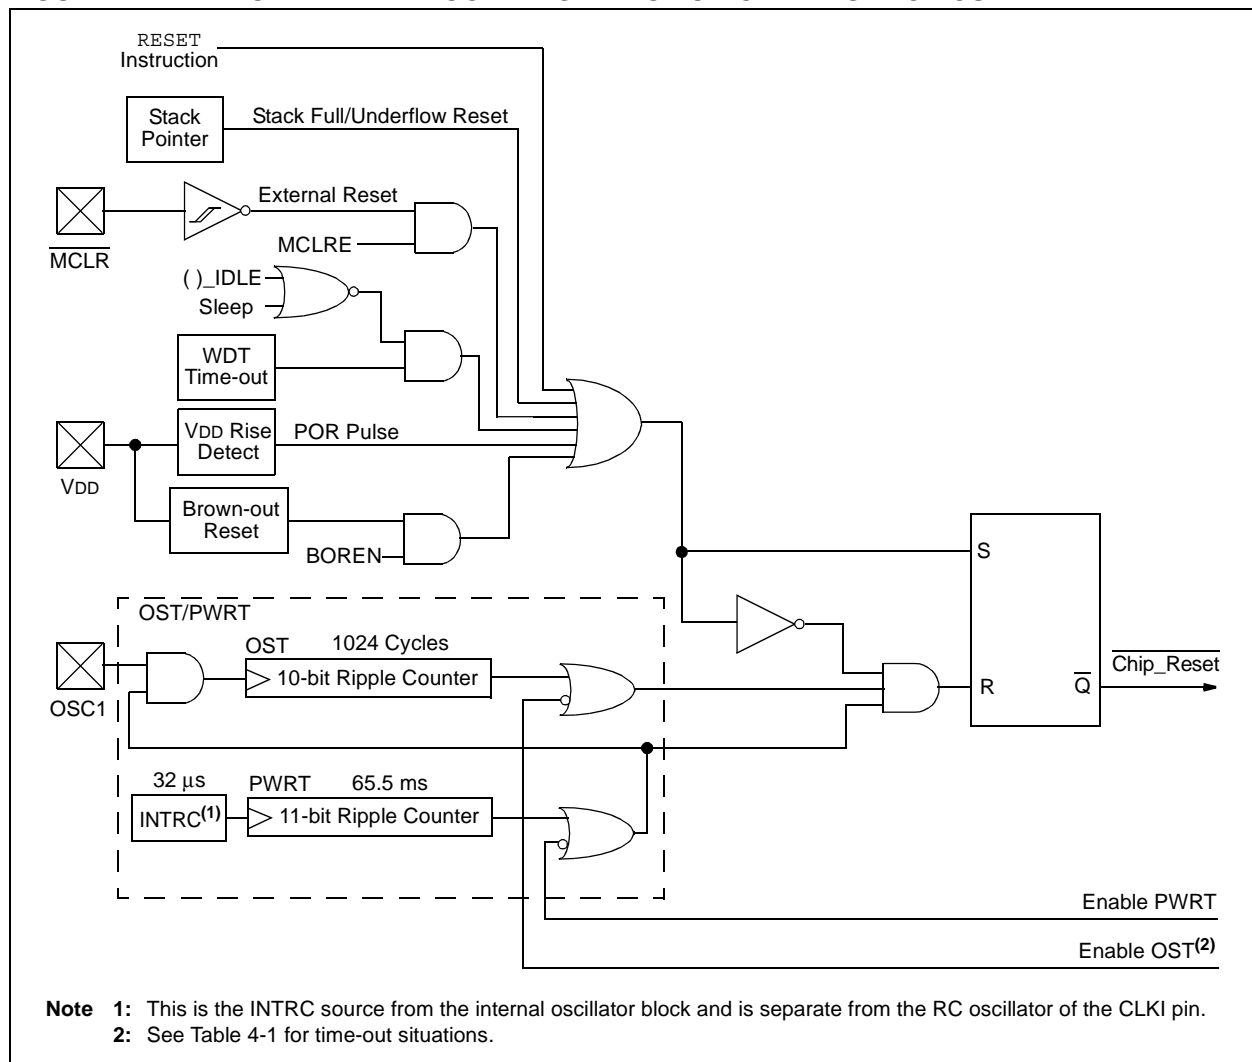 RESET
Instruction
Stack
Pointer
Stack Full/Underflow Reset
External Reset
MCLR
MCLRE
( )_IDLE
Sleep
WDT
Time-out
VDD Rise
Detect
POR Pulse
VDD
Brown-out
Reset
BOREN
S
OST/PWRT
OST 1024 Cycles
10-bit Ripple Counter
OSC1
Chip_Reset
R
Q
32 μs
PWRT 65.5 ms
INTRC(1)
11-bit Ripple Counter
Enable PWRT
Enable OST(2)
Note 1: This is the INTRC source from the internal oscillator block and is separate from the RC oscillator of the CLKI pin.
2: See Table 4-1 for time-out situations.